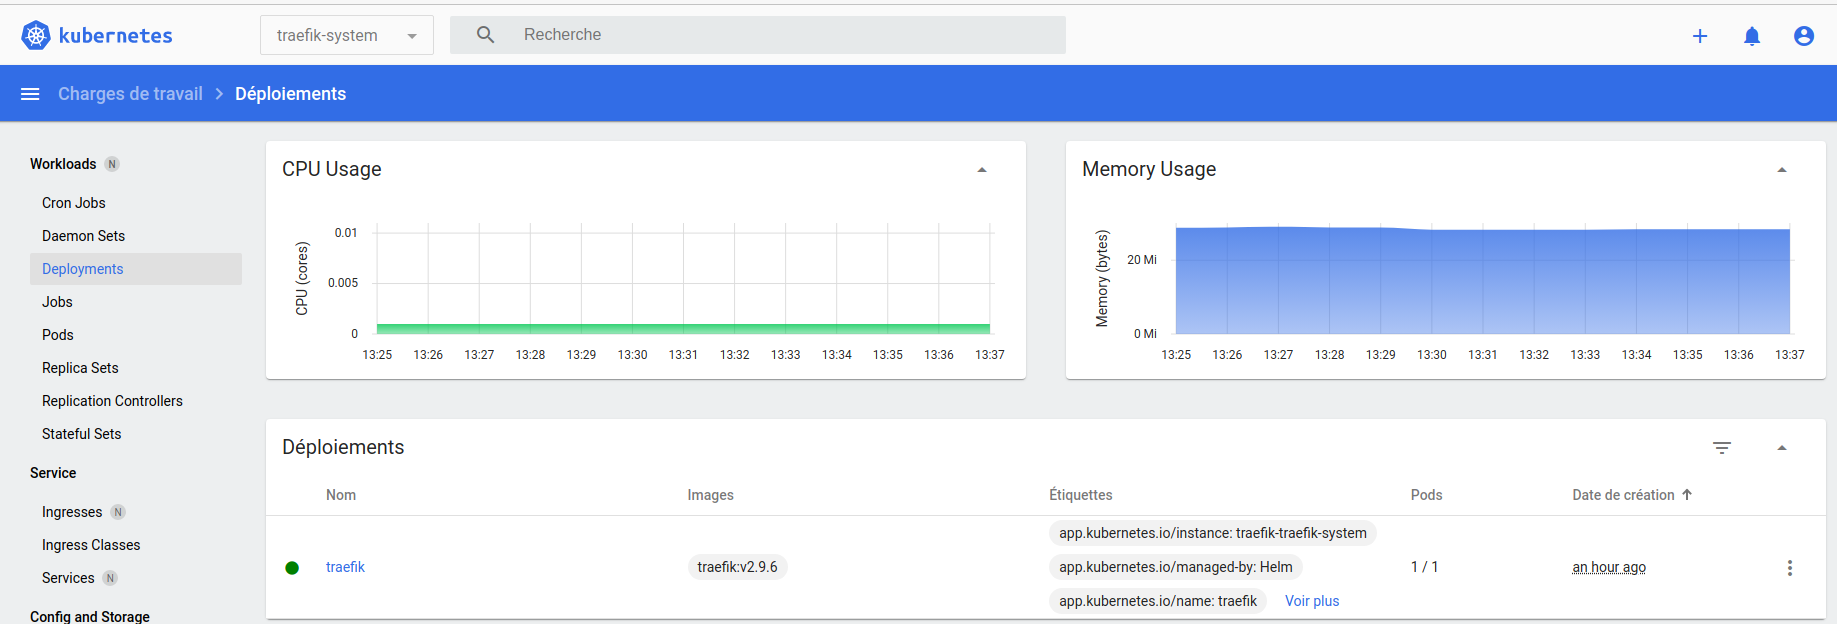 kubernetes
traefik-system
Recherche
Charges de travail
Déploiements
Workloads N
Cron Jobs
Daemon Sets
Deployments
Jobs
Pods
Replica Sets
Replication Controllers
Stateful Sets
Service
Ingresses N
Ingress Classes
Services N
Config and Storage
CPU Usage
CPU (cores)
0.01
0.005
0
13:25 13:26 13:27 13:28 13:29 13:30 13:31 13:32 13:33 13:34 13:35 13:36 13:37
Memory Usage
Memory (bytes)
20 Mi
0 Mi
13:25 13:26 13:27 13:28 13:29 13:30 13:31 13:32 13:33 13:34 13:35 13:36 13:37
Déploiements
Nom Images Étiquettes Pods Date de création
traefik
traefik:v2.9.6
app.kubernetes.io/instance: traefik-traefik-system
app.kubernetes.io/managed-by: Helm
app.kubernetes.io/name: traefik Voir plus
1 / 1
an hour ago